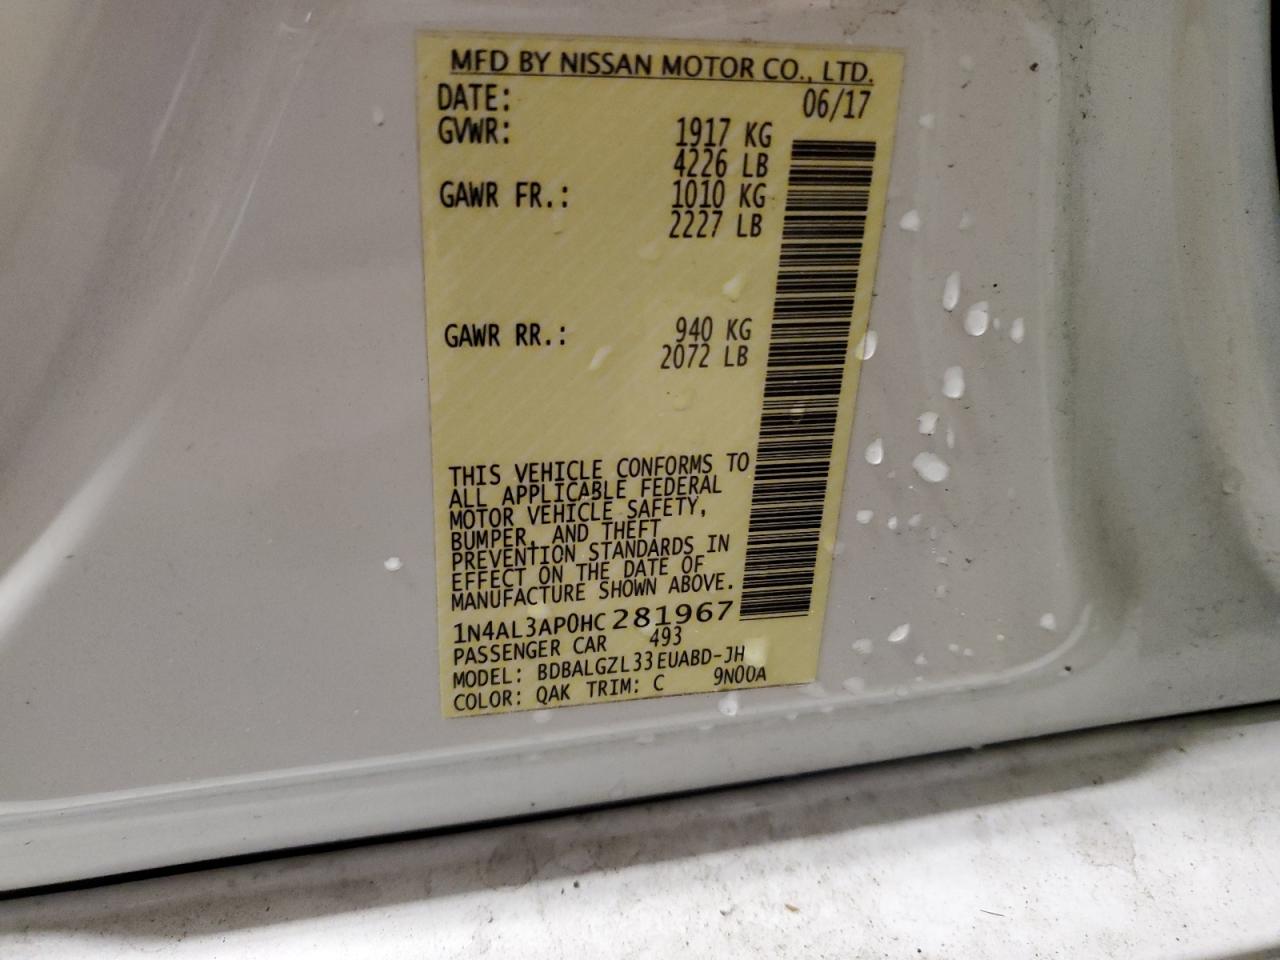 MFD BY NISSAN MOTOR CO., LTD.
DATE: 06/17
GVWR: 1917 KG
4226 LB
GAWR FR.: 1010 KG
2227 LB
GAWR RR.: 940 KG
2072 LB
THIS VEHICLE CONFORMS TO
ALL APPLICABLE FEDERAL
MOTOR VEHICLE SAFETY,
BUMPER, AND THEFT
PREVENTION STANDARDS IN
EFFECT ON THE DATE OF
MANUFACTURE SHOWN ABOVE.
1N4AL3AP0HC281967
PASSENGER CAR 493
MODEL: BDBALGZL33EUABD-JH
COLOR: QAK TRIM: C 9N00A